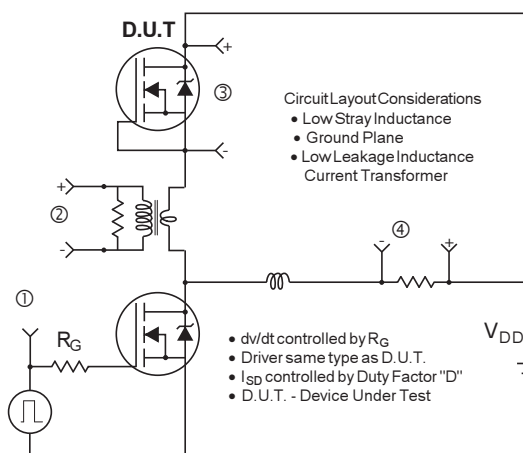 D.U.T
+
③
-
Circuit Layout Considerations
• Low Stray Inductance
• Ground Plane
• Low Leakage Inductance
Current Transformer
+
②
-
④
- +
①
RG
VDD
• dv/dt controlled by RG
• Driver same type as D.U.T.
• ISD controlled by Duty Factor "D"
• D.U.T. - Device Under Test